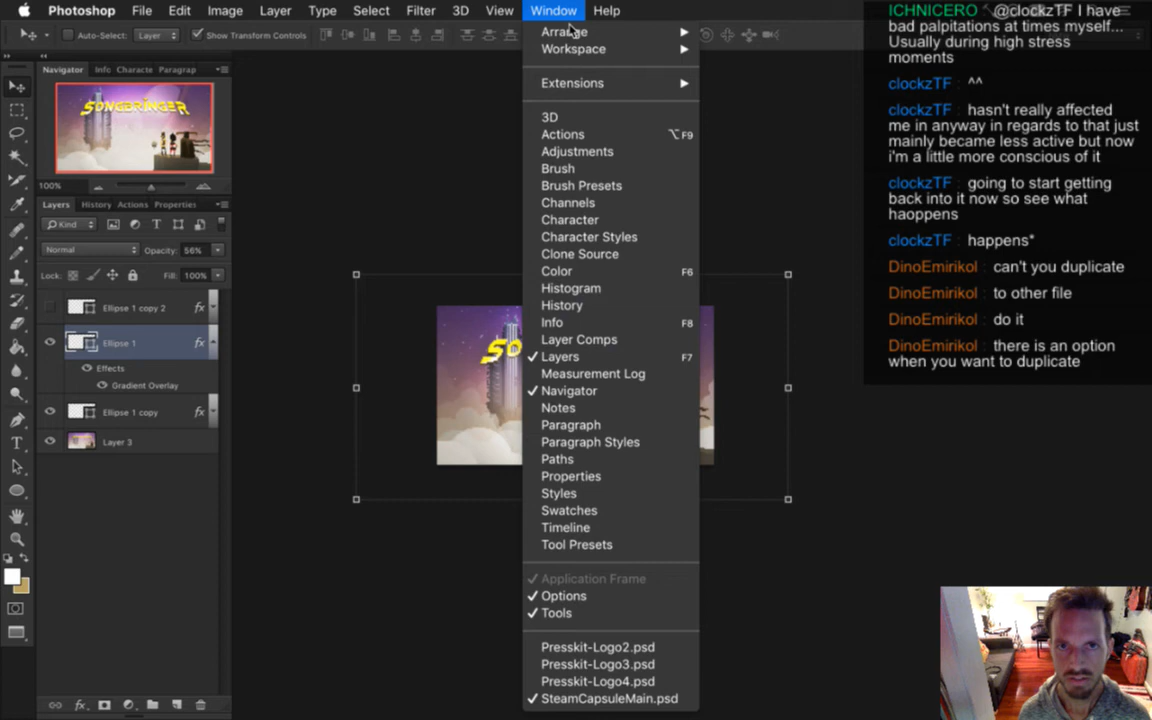 Photoshop File Edit Image Layer Type Select Filter 3D View Window Help
Auto-Select: Layer Show Transform Controls
Navigator Info Characte Paragrap
SONGBRINGER
100%
Layers History Actions Properties
Kind
Normal Opacity: 56%
Lock: Fill: 100%
Ellipse 1 copy 2 fx
Ellipse 1 fx
Effects
Gradient Overlay
Ellipse 1 copy fx
Layer 3
Arrange
Workspace
Extensions
3D
Actions ⌥F9
Adjustments
Brush
Brush Presets
Channels
Character
Character Styles
Clone Source
Color F6
Histogram
History
Info F8
Layer Comps
✓ Layers F7
Measurement Log
✓ Navigator
Notes
Paragraph
Paragraph Styles
Paths
Properties
Styles
Swatches
Timeline
Tool Presets
✓ Application Frame
✓ Options
✓ Tools
Presskit-Logo2.psd
Presskit-Logo3.psd
Presskit-Logo4.psd
✓ SteamCapsuleMain.psd
SO
ICHNICERO : @clockzTF I have
bad palpitations at times myself...
Usually during high stress
moments
clockzTF : ^^
clockzTF : hasn't really affected
me in anyway in regards to that just
mainly became less active but now
i'm a little more conscious of it
clockzTF : going to start getting
back into it now so see what
haoppens
clockzTF : happens*
DinoEmirikol : can't you duplicate
DinoEmirikol : to other file
DinoEmirikol : do it
DinoEmirikol : there is an option
when you want to duplicate